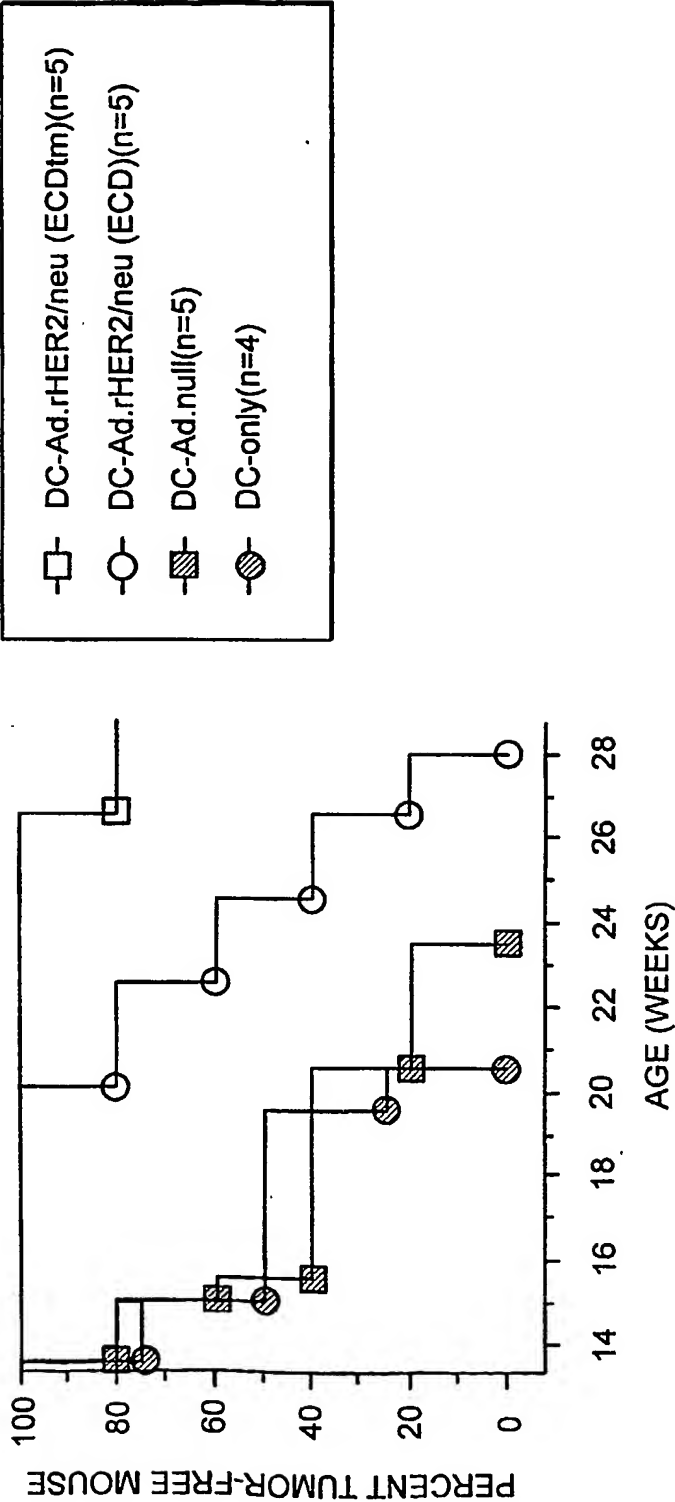 DC-Ad.rHER2/neu (ECDtm)(n=5)
DC-Ad.rHER2/neu (ECD)(n=5)
DC-Ad.null(n=5)
DC-only(n=4)
PERCENT TUMOR-FREE MOUSE
100
80
60
40
20
0
14
16
18
20
22
24
26
28
AGE (WEEKS)